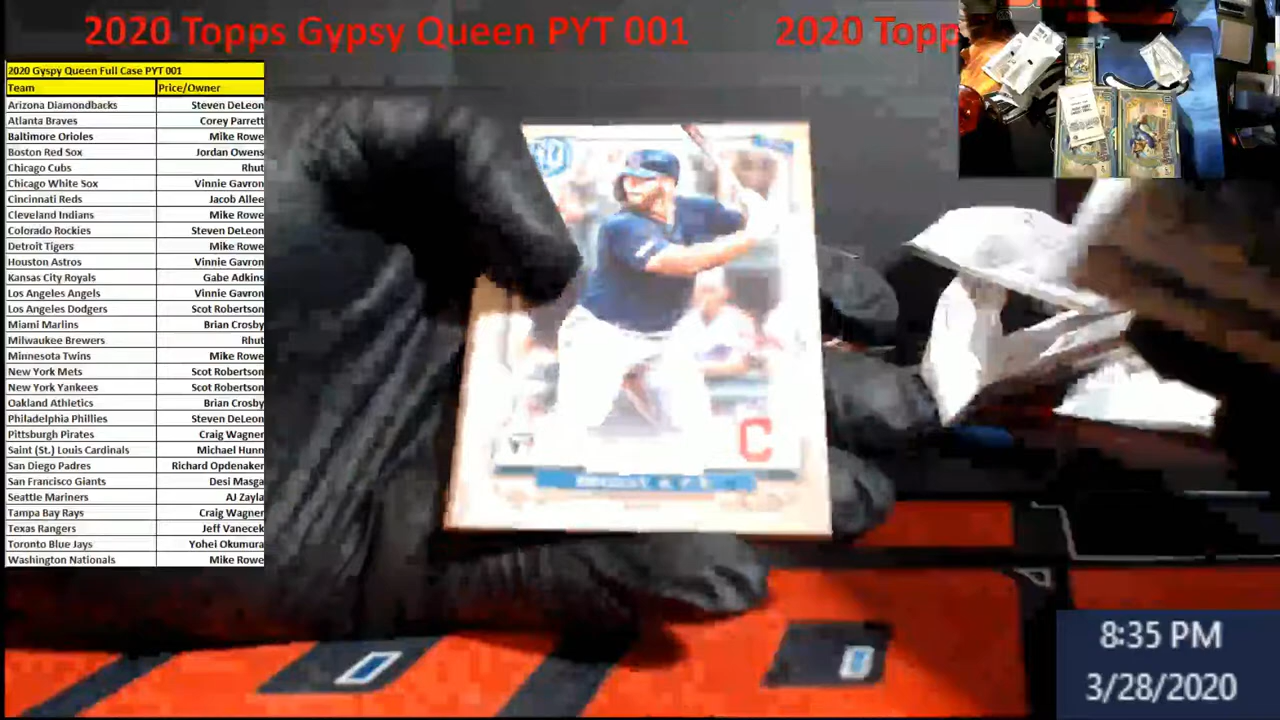 2020 Topps Gypsy Queen PYT 001 2020 Topp
2020 Gyspy Queen Full Case PYT 001
Team Price/Owner
Arizona Diamondbacks Steven DeLeon
Atlanta Braves Corey Parrett
Baltimore Orioles Mike Rowe
Boston Red Sox Jordan Owens
Chicago Cubs Rhut
Chicago White Sox Vinnie Gavron
Cincinnati Reds Jacob Allee
Cleveland Indians Mike Rowe
Colorado Rockies Steven DeLeon
Detroit Tigers Mike Rowe
Houston Astros Vinnie Gavron
Kansas City Royals Gabe Adkins
Los Angeles Angels Vinnie Gavron
Los Angeles Dodgers Scot Robertson
Miami Marlins Brian Crosby
Milwaukee Brewers Rhut
Minnesota Twins Mike Rowe
New York Mets Scot Robertson
New York Yankees Scot Robertson
Oakland Athletics Brian Crosby
Philadelphia Phillies Steven DeLeon
Pittsburgh Pirates Craig Wagner
Saint (St.) Louis Cardinals Michael Hunn
San Diego Padres Richard Opdenaker
San Francisco Giants Desi Masga
Seattle Mariners AJ Zayla
Tampa Bay Rays Craig Wagner
Texas Rangers Jeff Vanecek
Toronto Blue Jays Yohei Okumura
Washington Nationals Mike Rowe
C
8:35 PM
3/28/2020